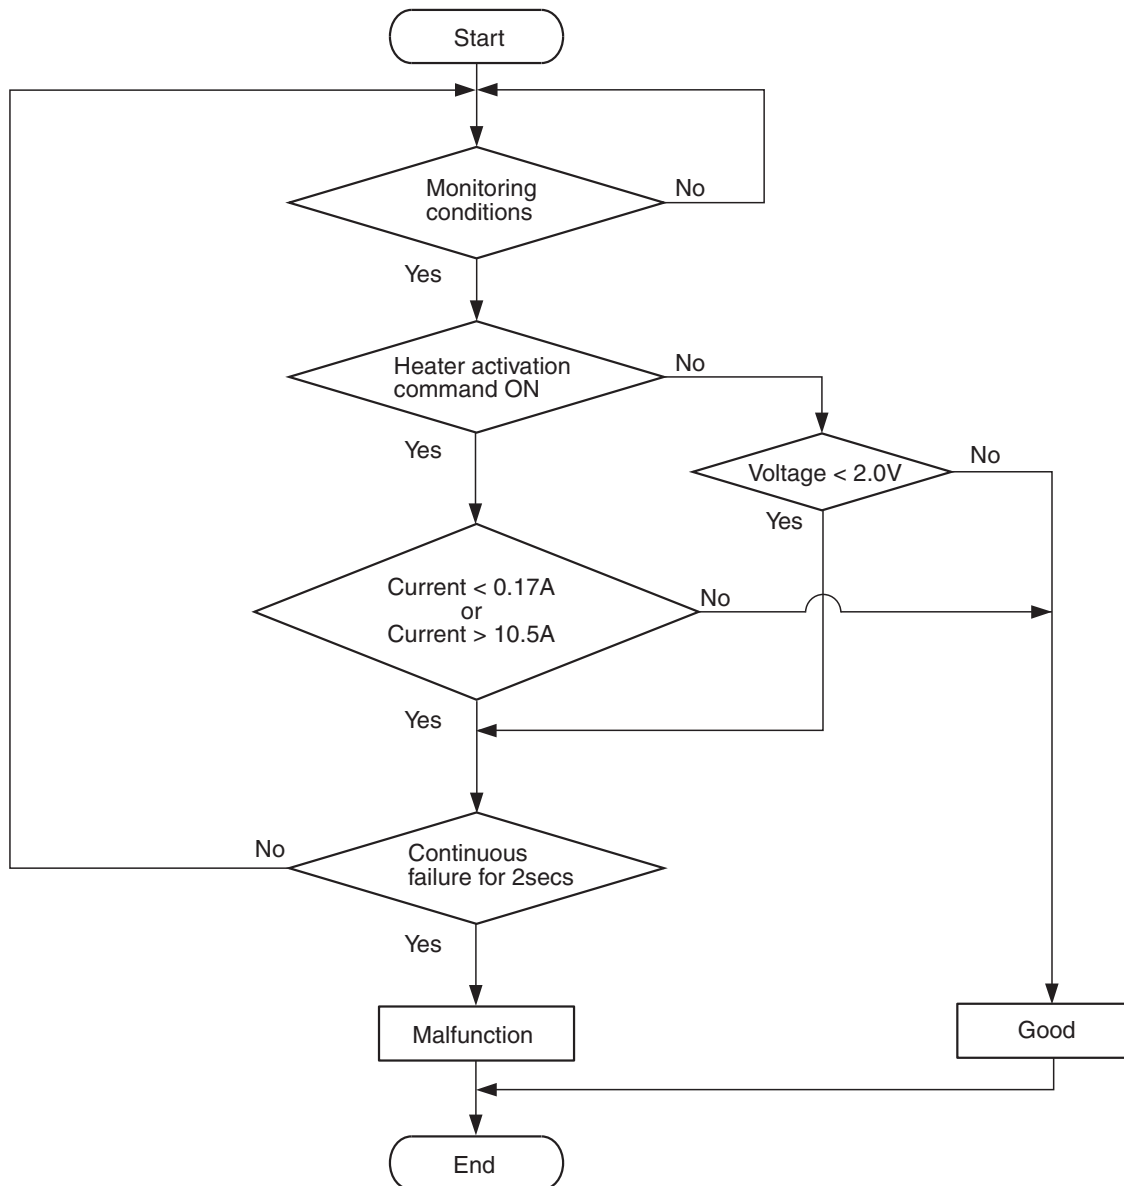 Start
Monitoring
conditions
No
Yes
Heater activation
command ON
No
Yes
Voltage < 2.0V
No
Yes
Current < 0.17A
or
Current > 10.5A
No
Yes
Continuous
failure for 2secs
No
Yes
Malfunction
Good
End